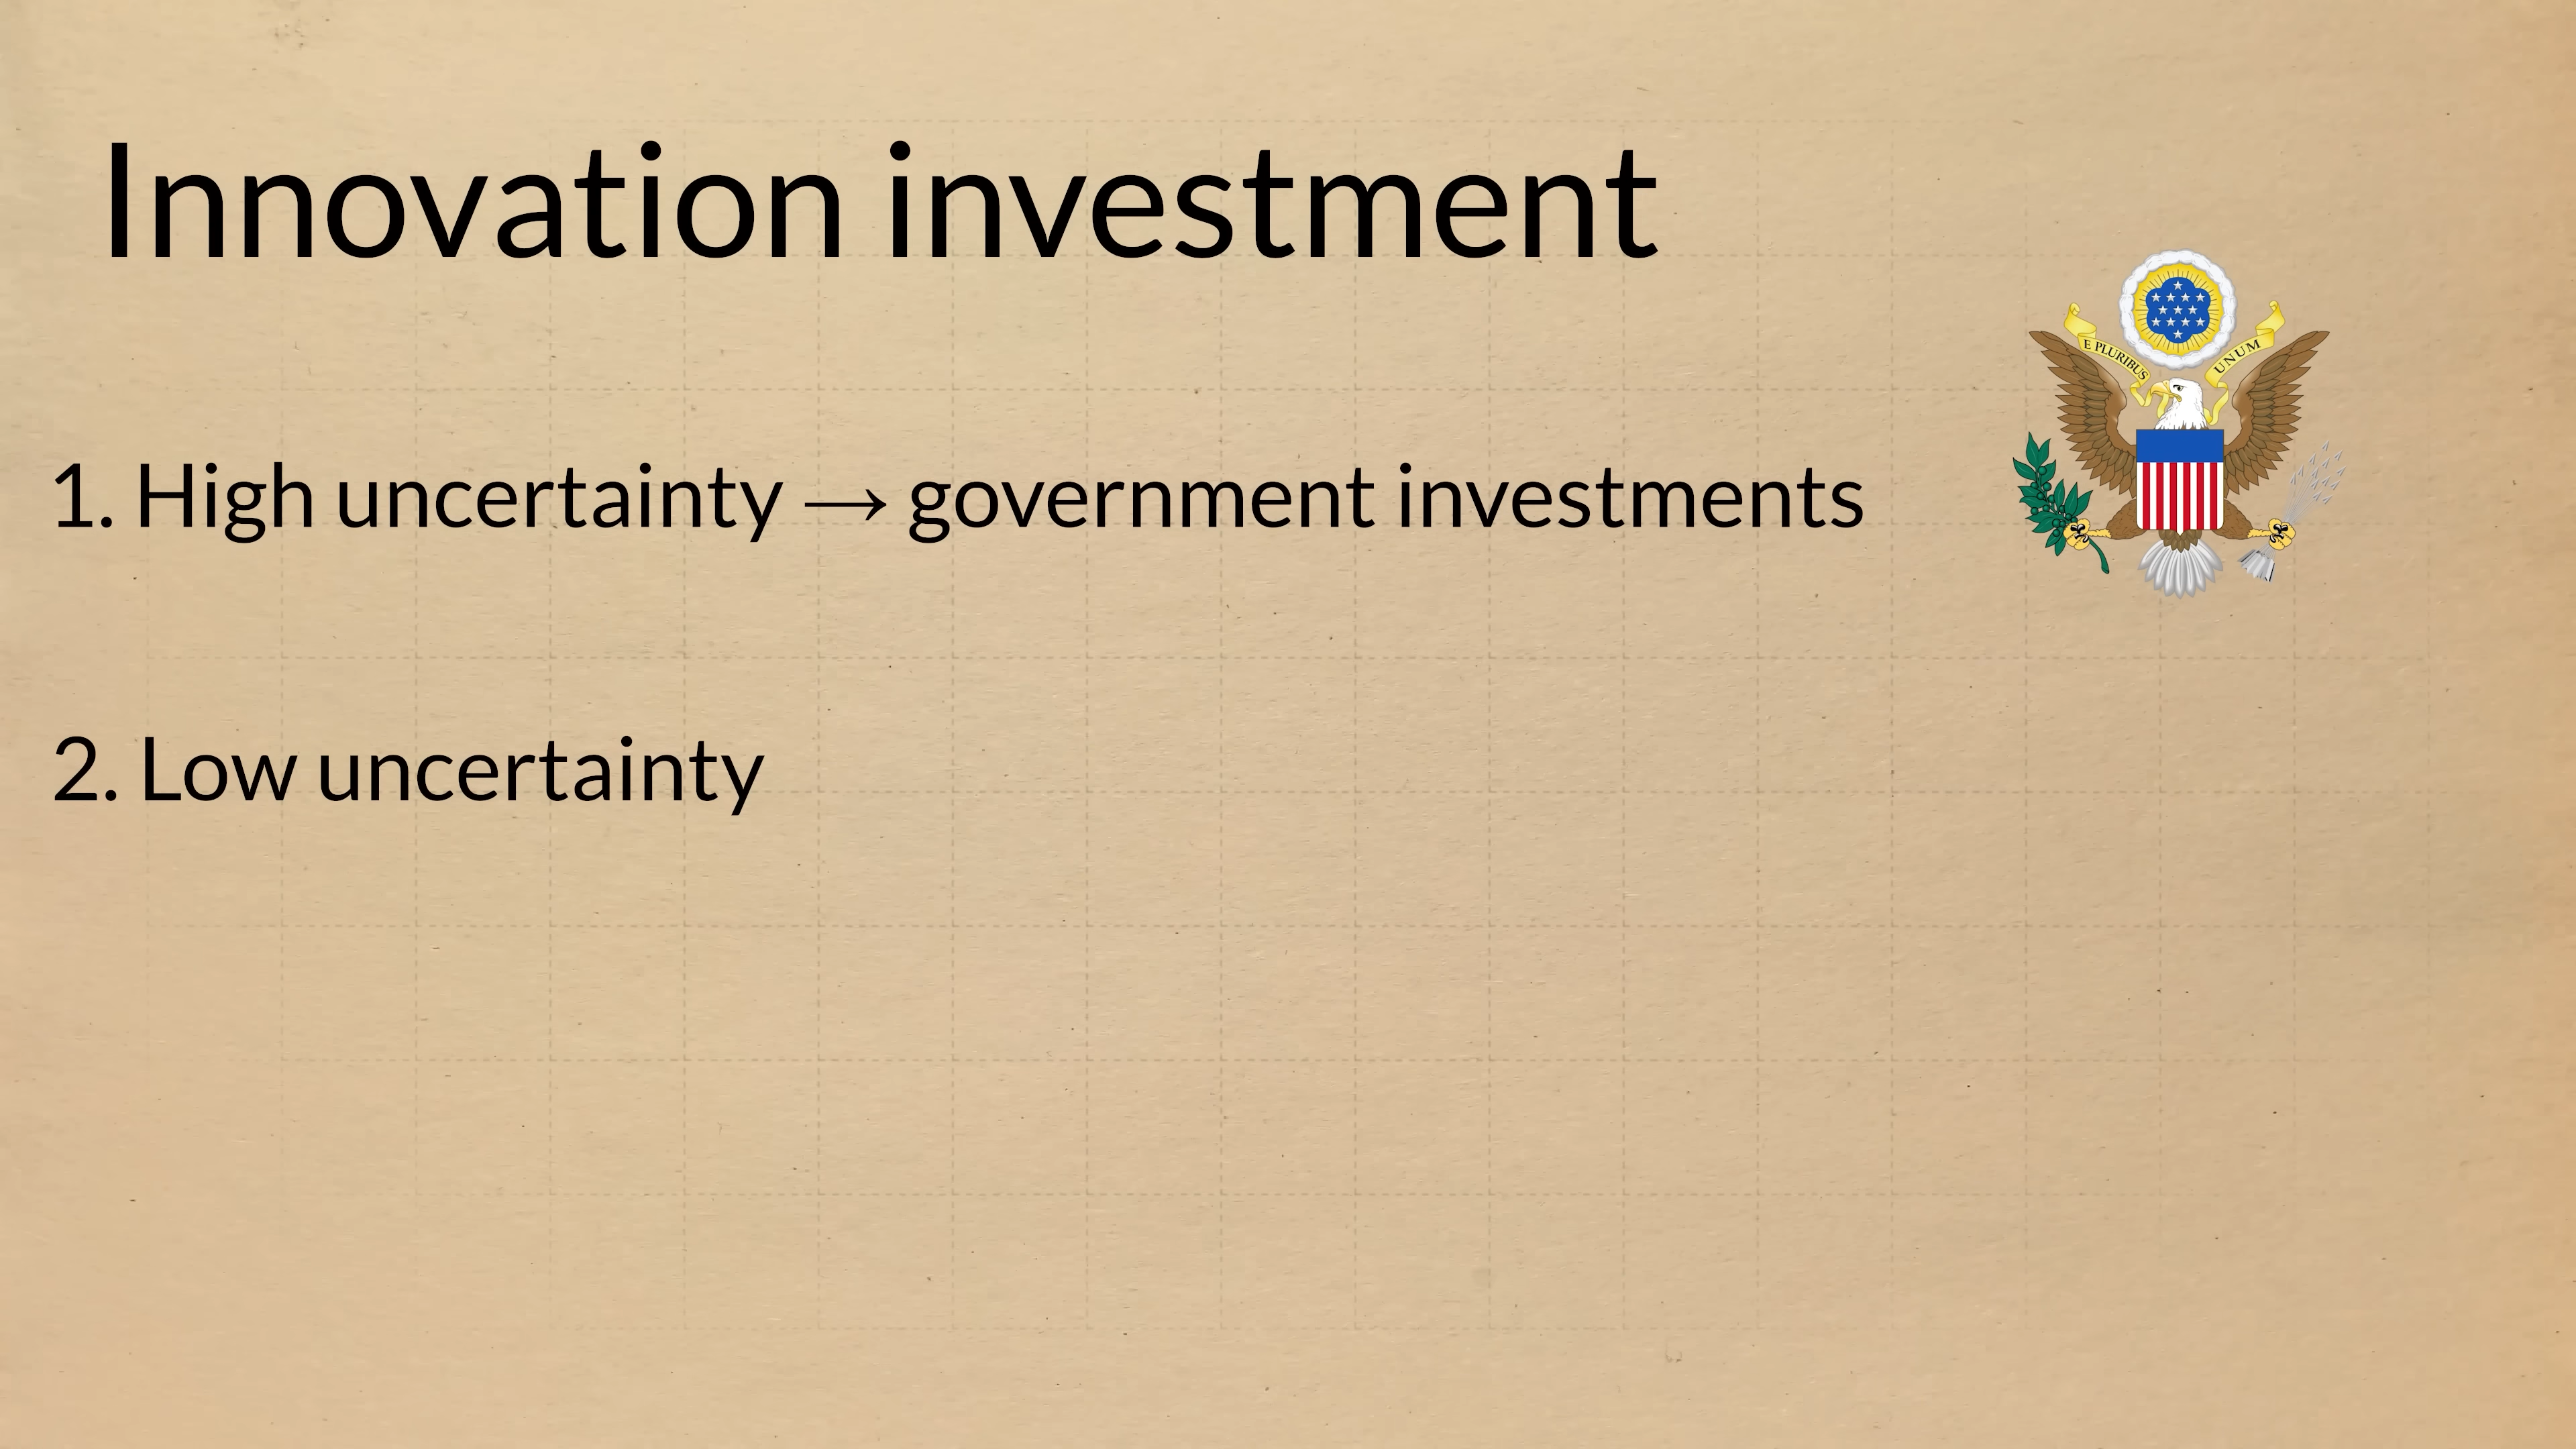 Innovation investment
E PLURIBUS UNUM
1. High uncertainty → government investments
2. Low uncertainty